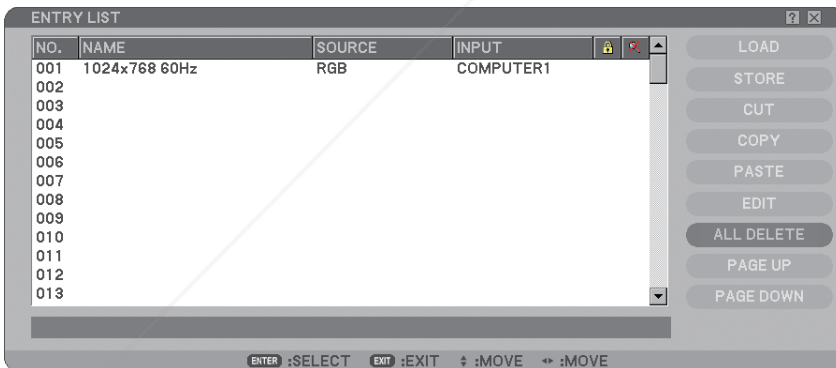 ENTRY LIST
NO. NAME SOURCE INPUT
001 1024x768 60Hz RGB COMPUTER1
002
003
004
005
006
007
008
009
010
011
012
013
LOAD
STORE
CUT
COPY
PASTE
EDIT
ALL DELETE
PAGE UP
PAGE DOWN
ENTER :SELECT EXIT :EXIT :MOVE :MOVE